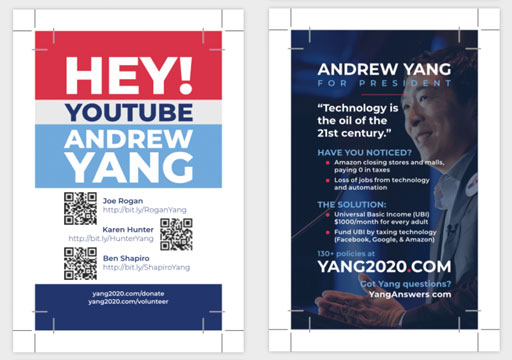 HEY!
YOUTUBE
ANDREW
YANG
Joe Rogan
http://bit.ly/RoganYang
Karen Hunter
http://bit.ly/HunterYang
Ben Shapiro
http://bit.ly/ShapiroYang
yang2020.com/donate
yang2020.com/volunteer
ANDREW YANG
FOR PRESIDENT
“Technology is
the oil of the
21st century.”
HAVE YOU NOTICED?
Amazon closing stores and malls,
paying 0 in taxes
Loss of jobs from technology
and automation
THE SOLUTION:
Universal Basic Income (UBI)
$1000/month for every adult
Fund UBI by taxing technology
(Facebook, Google, & Amazon)
130+ policies at
YANG2020.COM
Got Yang questions?
YangAnswers.com